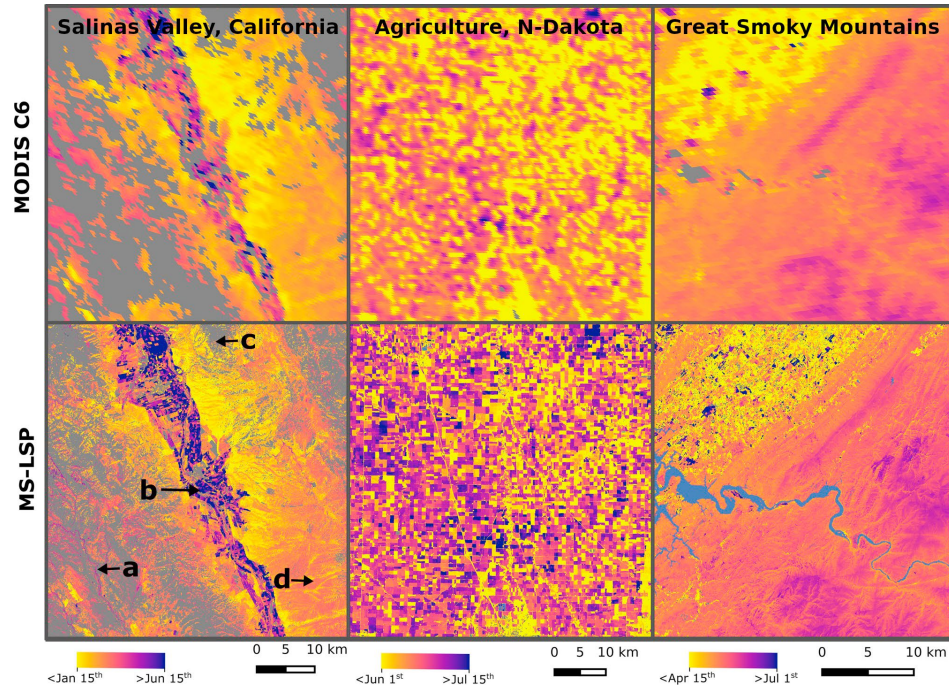 Salinas Valley, California
Agriculture, N-Dakota
Great Smoky Mountains
MODIS C6
MS-LSP
c
b
a
d
0 5 10 km
0 5 10 km
0 5 10 km
<Jan 15th >Jun 15th
<Jun 1st >Jul 15th
<Apr 15th >Jul 1st